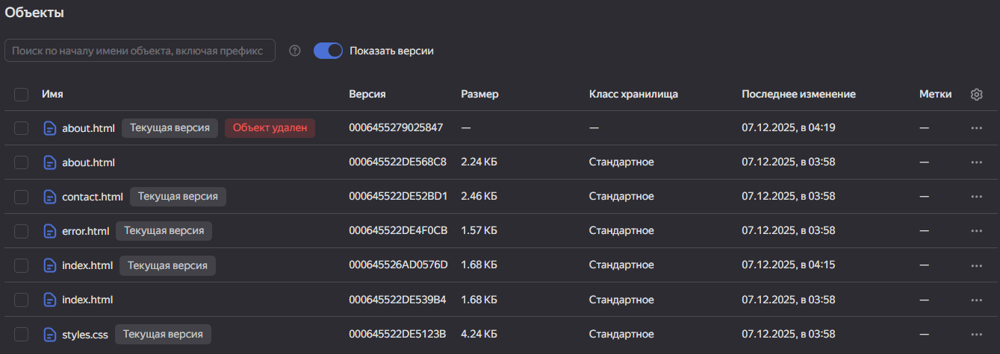 Объекты
Поиск по началу имени объекта, включая префикс ? Показать версии
Имя Версия Размер Класс хранилища Последнее изменение Метки
about.html Текущая версия Объект удален 0006455279025847 — — 07.12.2025, в 04:19 — ...
about.html 000645522DE568C8 2.24 КБ Стандартное 07.12.2025, в 03:58 — ...
contact.html Текущая версия 000645522DE52BD1 2.46 КБ Стандартное 07.12.2025, в 03:58 — ...
error.html Текущая версия 000645522DE4F0CB 1.57 КБ Стандартное 07.12.2025, в 03:58 — ...
index.html Текущая версия 000645526AD0576D 1.68 КБ Стандартное 07.12.2025, в 04:15 — ...
index.html 000645522DE539B4 1.68 КБ Стандартное 07.12.2025, в 03:58 — ...
styles.css Текущая версия 000645522DE5123B 4.24 КБ Стандартное 07.12.2025, в 03:58 — ...